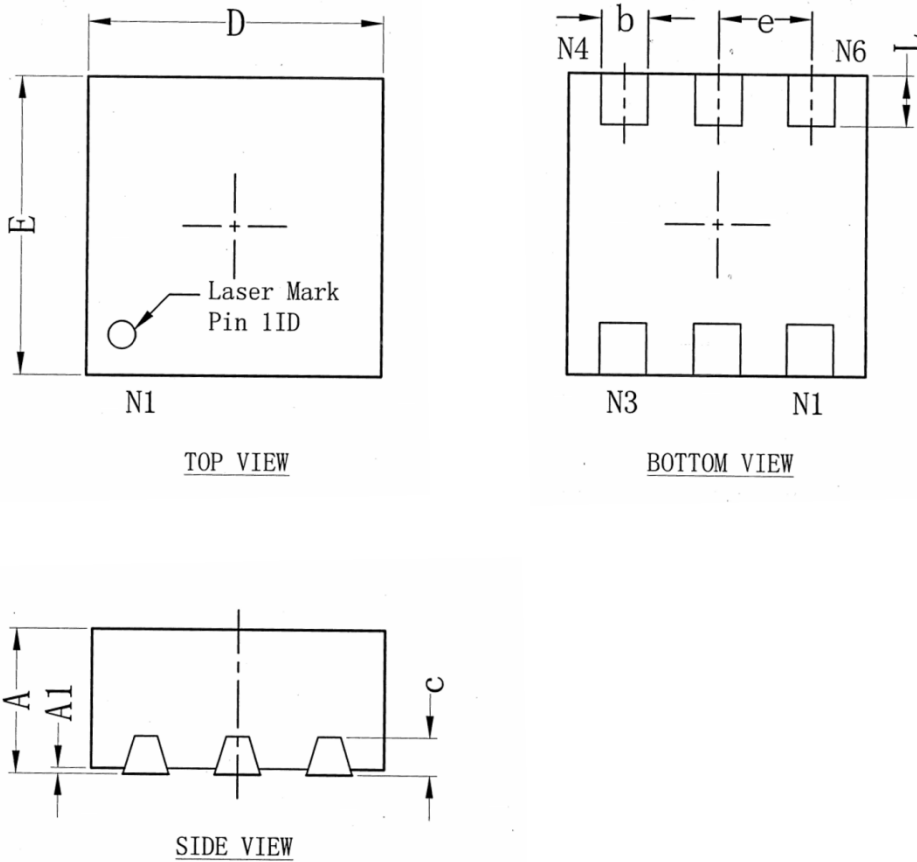 D
E
Laser Mark
Pin 1ID
N1
TOP VIEW
b
e
L
N4
N6
N3
N1
BOTTOM VIEW
A
A1
c
SIDE VIEW